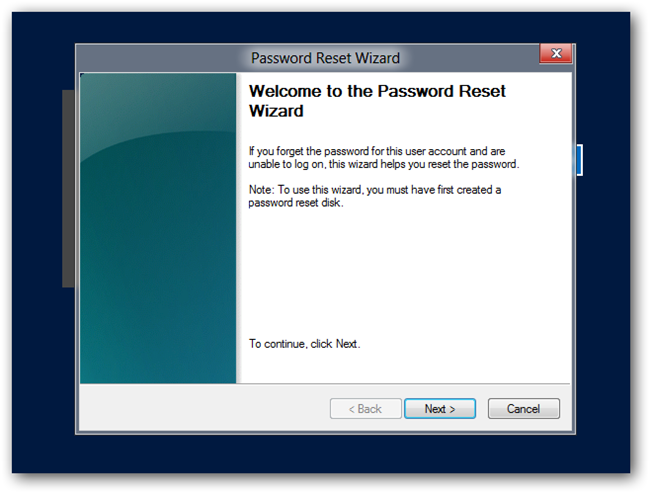 Password Reset Wizard
Welcome to the Password Reset
Wizard
If you forget the password for this user account and are
unable to log on, this wizard helps you reset the password.
Note: To use this wizard, you must have first created a
password reset disk.
To continue, click Next.
< Back
Next >
Cancel